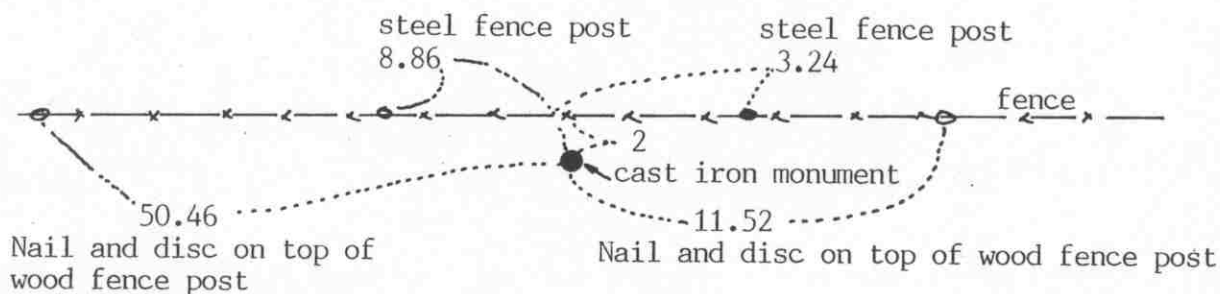 steel fence post
8.86
steel fence post
3.24
fence
2
cast iron monument
50.46
11.52
Nail and disc on top of
wood fence post
Nail and disc on top of wood fence post